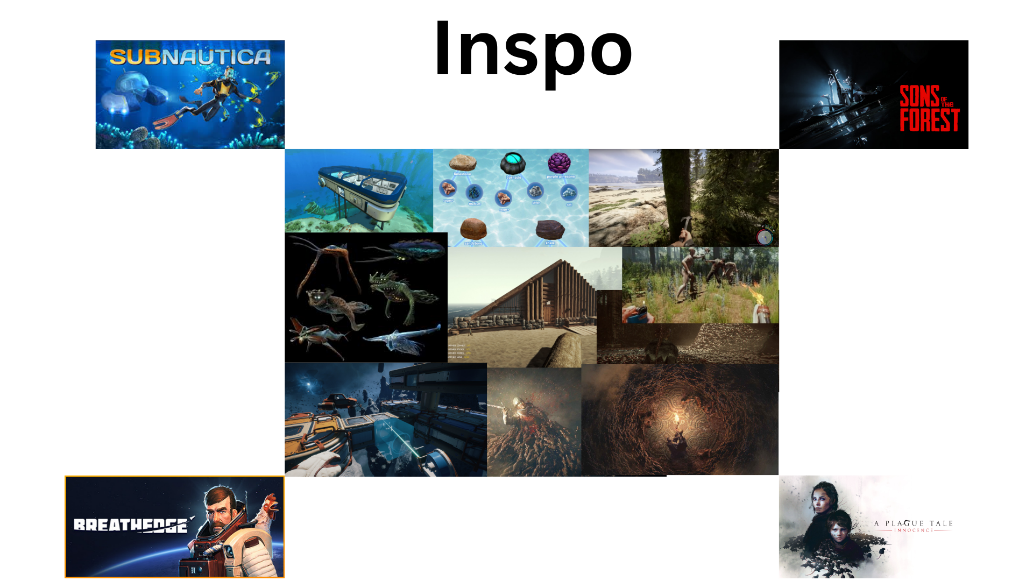 Inspo
SUBNAUTICA
SONS
OF THE
FOREST
BREATHEDGE
A PLAGUE TALE
INNOCENCE